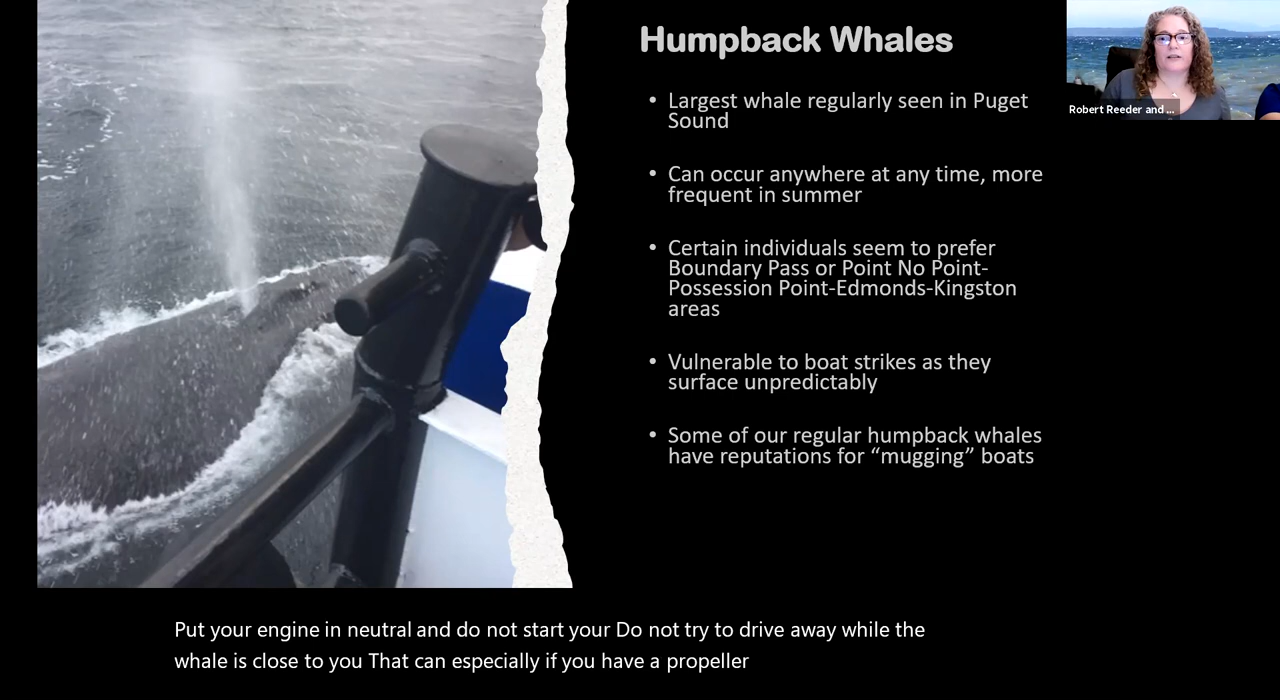 Humpback Whales
• Largest whale regularly seen in Puget
Sound
• Can occur anywhere at any time, more
frequent in summer
• Certain individuals seem to prefer
Boundary Pass or Point No Point-
Possession Point-Edmonds-Kingston
areas
• Vulnerable to boat strikes as they
surface unpredictably
• Some of our regular humpback whales
have reputations for “mugging” boats
Robert Reeder and ...
Put your engine in neutral and do not start your Do not try to drive away while the
whale is close to you That can especially if you have a propeller